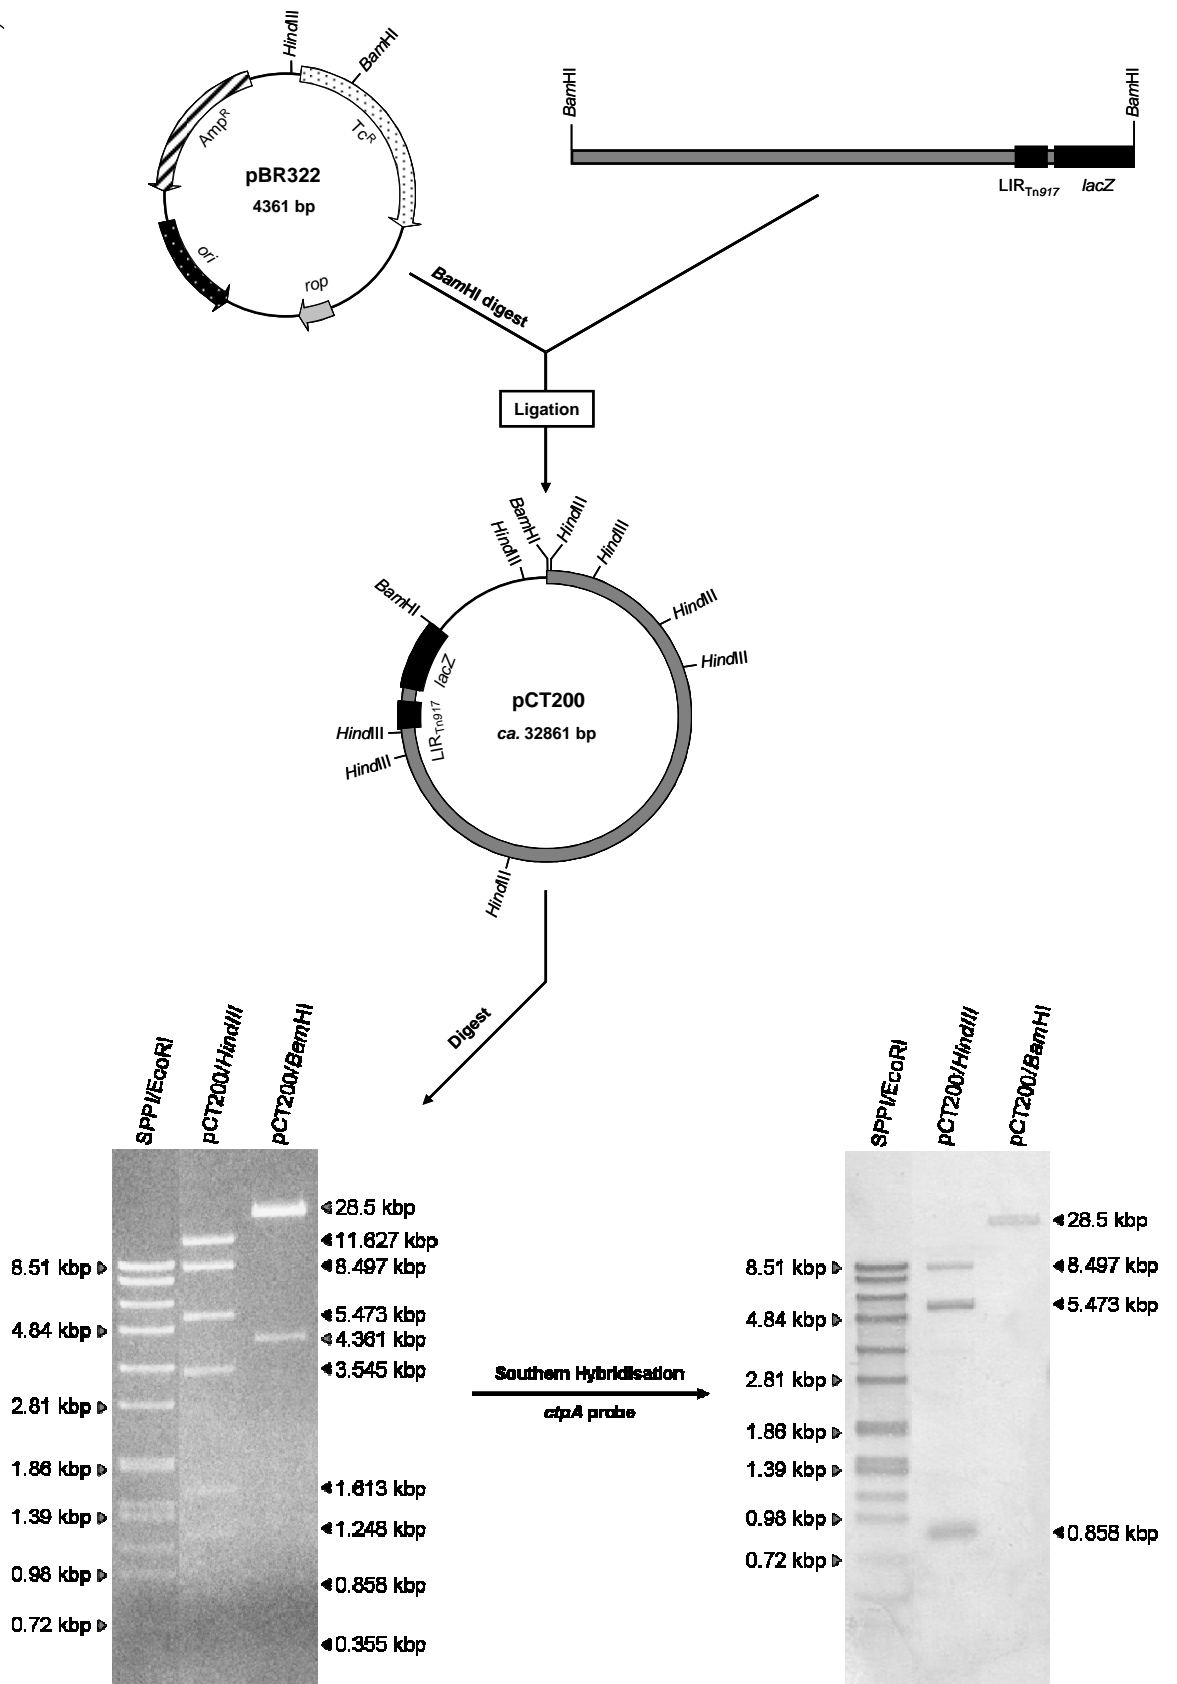 HindIII
BamHI
AmpR
TcR
pBR322
4361 bp
ori
rop
BamHI
BamHI
LIRTn917
lacZ
BamHI digest
Ligation
HindIII
BamHI
HindIII
HindIII
BamHI
HindIII
HindIII
lacZ
LIRTn917
pCT200
ca. 32861 bp
HindIII
HindIII
HindIII
Digest
SPPI/EcoRI
pCT200/HindIII
pCT200/BamHI
8.51 kbp
4.84 kbp
2.81 kbp
1.86 kbp
1.39 kbp
0.98 kbp
0.72 kbp
28.5 kbp
11.627 kbp
8.497 kbp
5.473 kbp
4.361 kbp
3.545 kbp
1.613 kbp
1.248 kbp
0.858 kbp
0.355 kbp
Southern Hybridisation
ctpA probe
SPPI/EcoRI
pCT200/HindIII
pCT200/BamHI
8.51 kbp
4.84 kbp
2.81 kbp
1.86 kbp
1.39 kbp
0.98 kbp
0.72 kbp
28.5 kbp
8.497 kbp
5.473 kbp
0.858 kbp